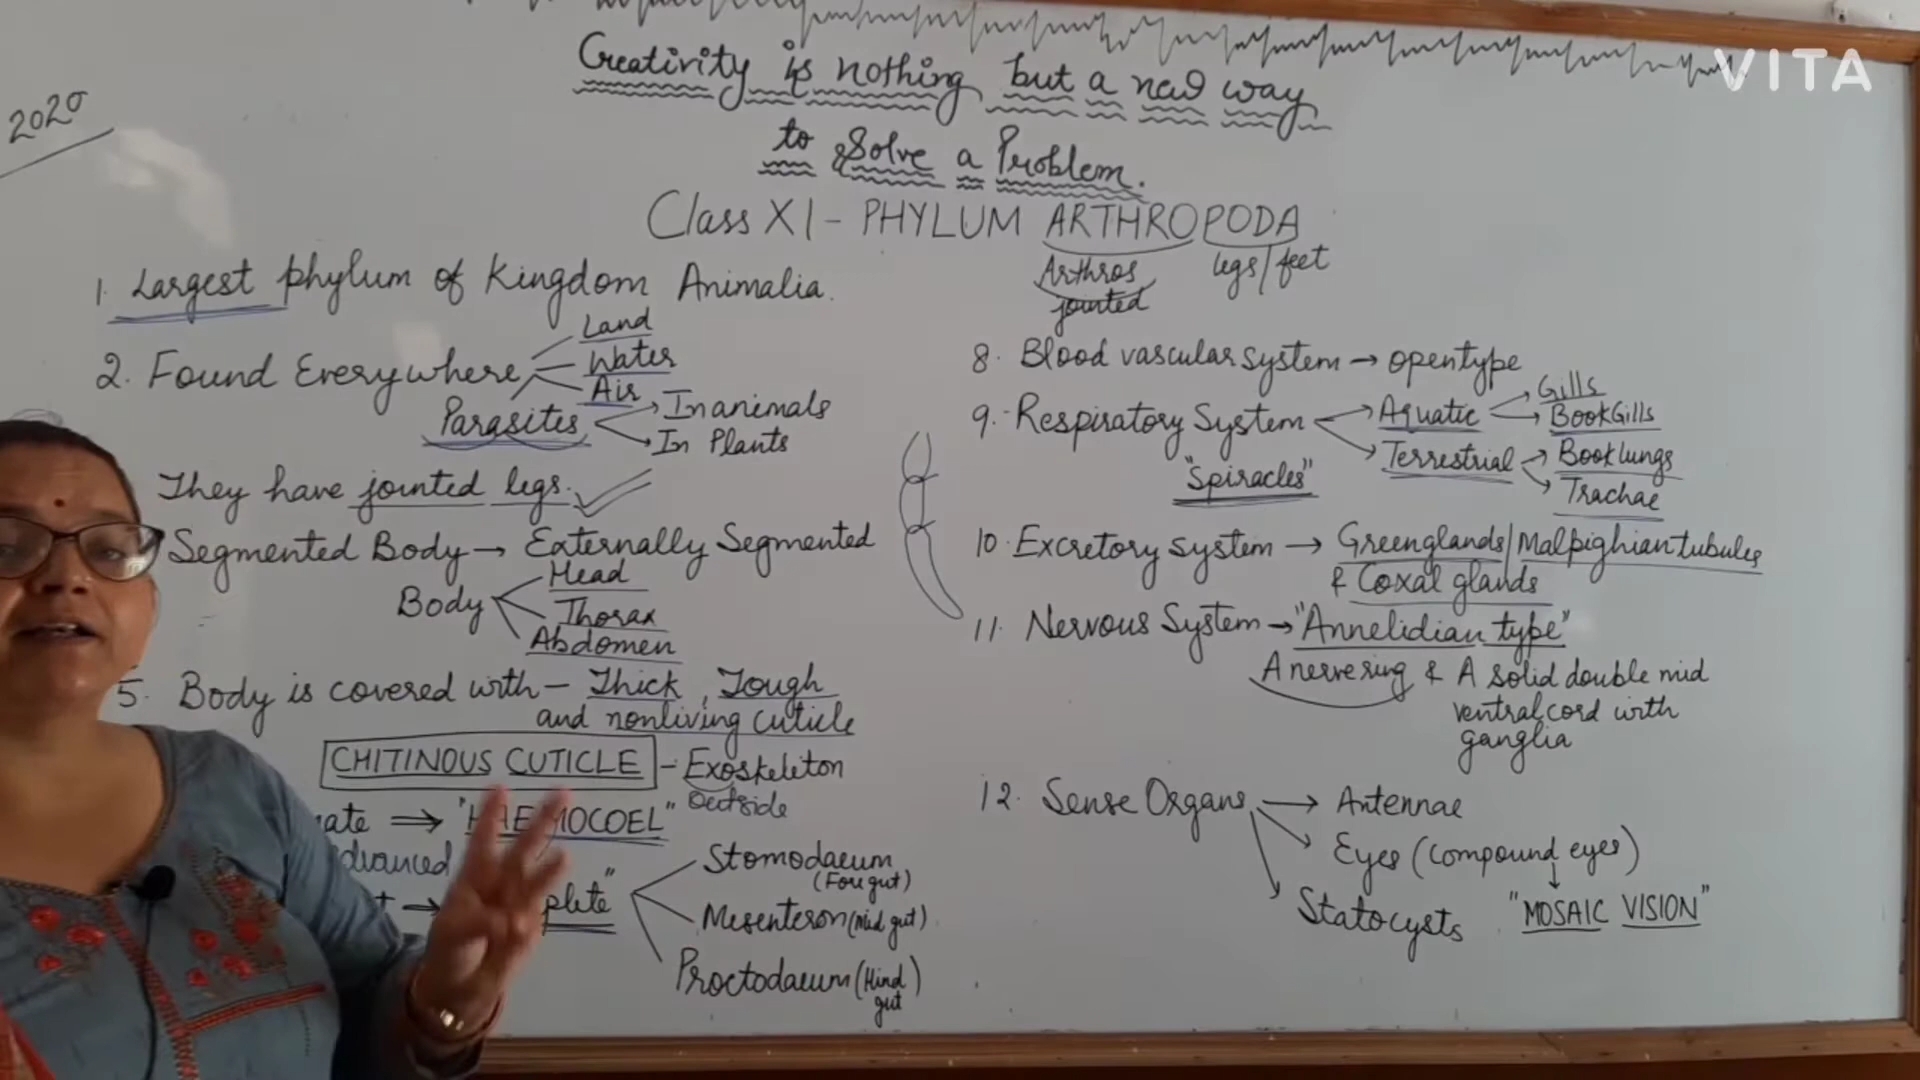 VITA
2020
Creativity is nothing but a new way
to Solve a Problem.
Class XI - PHYLUM ARTHROPODA
Arthros legs/feet
jointed
1. Largest phylum of Kingdom Animalia.
2. Found Everywhere
Land
Water
Air
Parasites
In animals
In Plants
They have jointed legs.
Segmented Body → Externally Segmented
Body
Head
Thorax
Abdomen
5. Body is covered with - Thick, Tough
and nonliving cuticle
CHITINOUS CUTICLE - Exoskeleton
Outside
→ "HAEMOCOEL"
Advanced
→
Stomodaeum
(Fore gut)
Mesenteron (Mid gut)
Proctodaeum (Hind
gut)
8. Blood vascular system → open type
9. Respiratory System
Aquatic
Gills
BookGills
Terrestrial
Booklungs
Trachae
"Spiracles"
10. Excretory system → Greenglands/Malpighian tubules
& Coxal glands
11. Nervous System → "Annelidian type"
A nerve ring & A solid double mid
ventral cord with
ganglia
12. Sense Organs → Antennae
Eyes (compound eyes)
Statocysts "MOSAIC VISION"